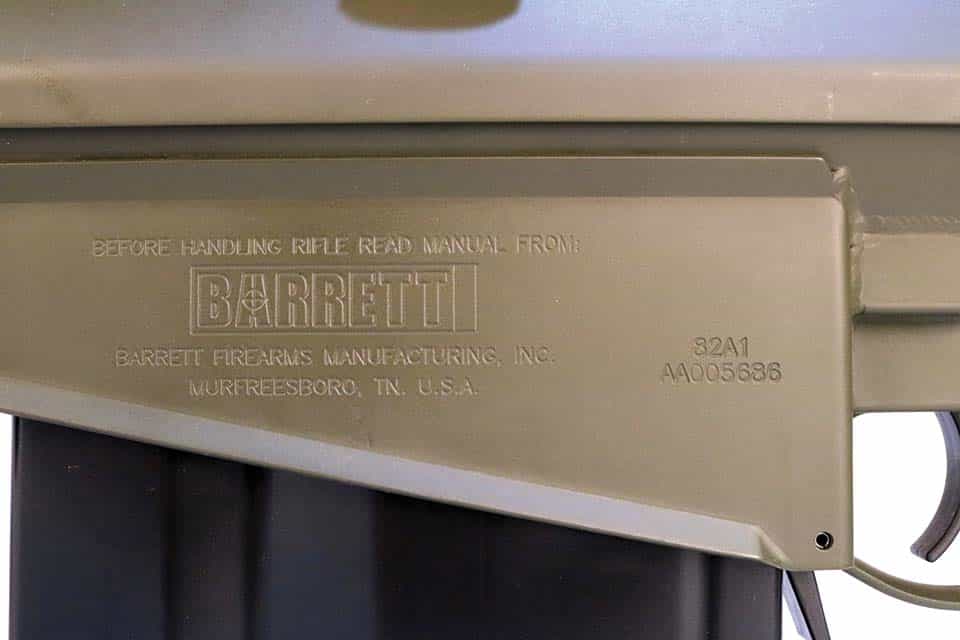 BEFORE HANDLING RIFLE READ MANUAL FROM:
BARRETT
BARRETT FIREARMS MANUFACTURING, INC.
MURFREESBORO, TN. U.S.A.
82A1
AA005686